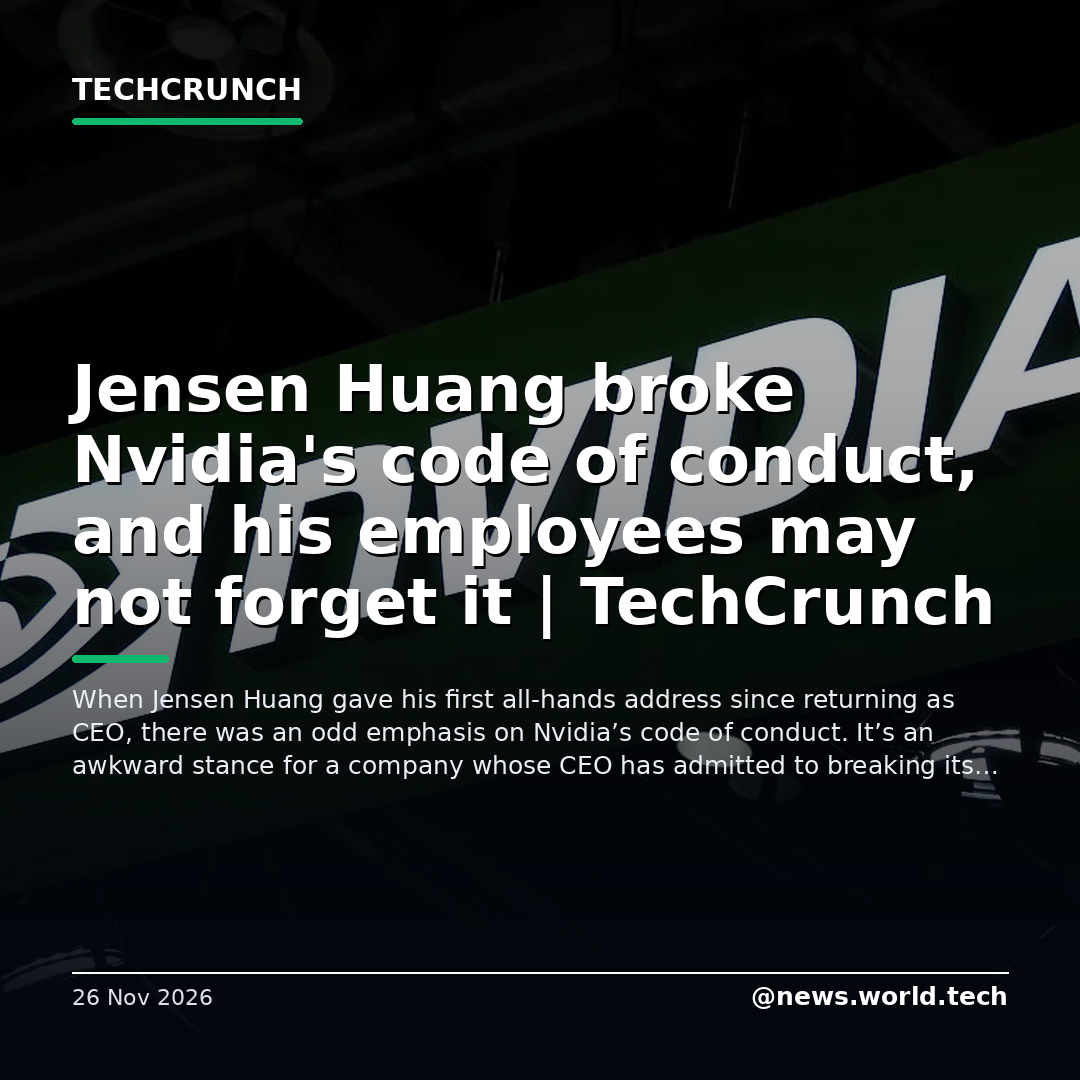 TECHCRUNCH
nVIDIA
Jensen Huang broke
Nvidia's code of conduct,
and his employees may
not forget it | TechCrunch
When Jensen Huang gave his first all-hands address since returning as
CEO, there was an odd emphasis on Nvidia’s code of conduct. It’s an
awkward stance for a company whose CEO has admitted to breaking its…
26 Nov 2026
@news.world.tech